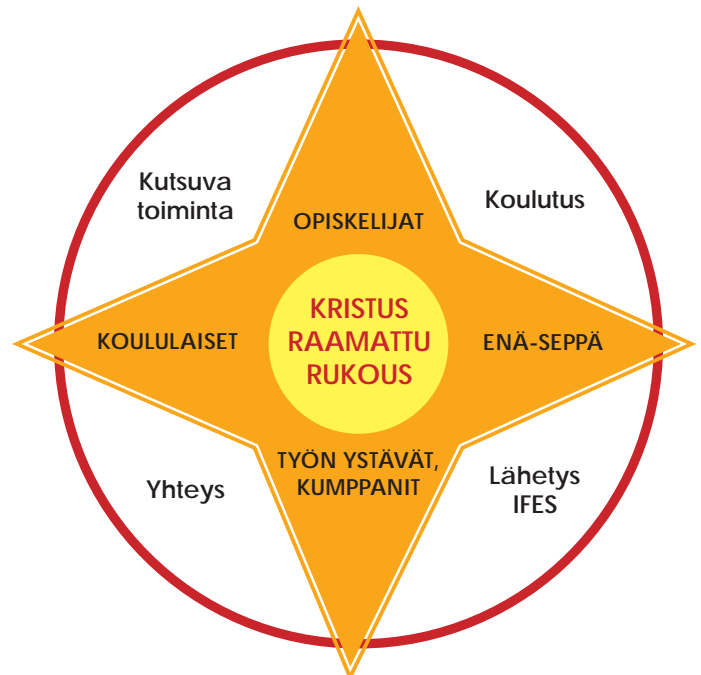 Kutsuva
toiminta
Koulutus
OPISKELIJAT
KOULULAISET
KRISTUS
RAAMATTU
RUKOUS
ENÄ-SEPPÄ
TYÖN YSTÄVÄT,
KUMPPANIT
Yhteys
Lähetys
IFES